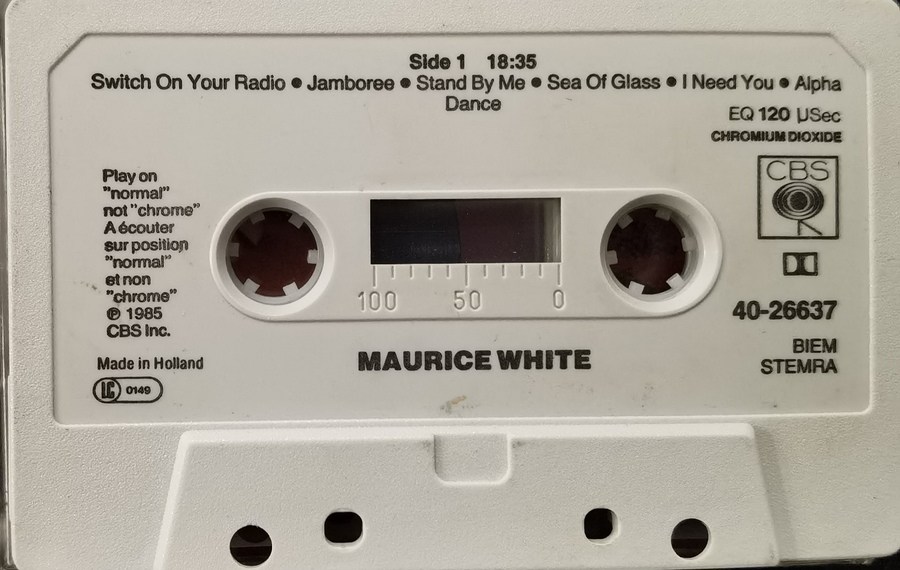 Side 1 18:35
Switch On Your Radio • Jamboree • Stand By Me • Sea Of Glass • I Need You • Alpha
Dance
EQ 120 µSec
CHROMIUM DIOXIDE
CBS
Play on
"normal"
not "chrome"
A écouter
sur position
"normal"
et non
"chrome"
℗ 1985
CBS Inc.
100 50 0
40-26637
MAURICE WHITE
BIEM
STEMRA
Made in Holland
LC 0149